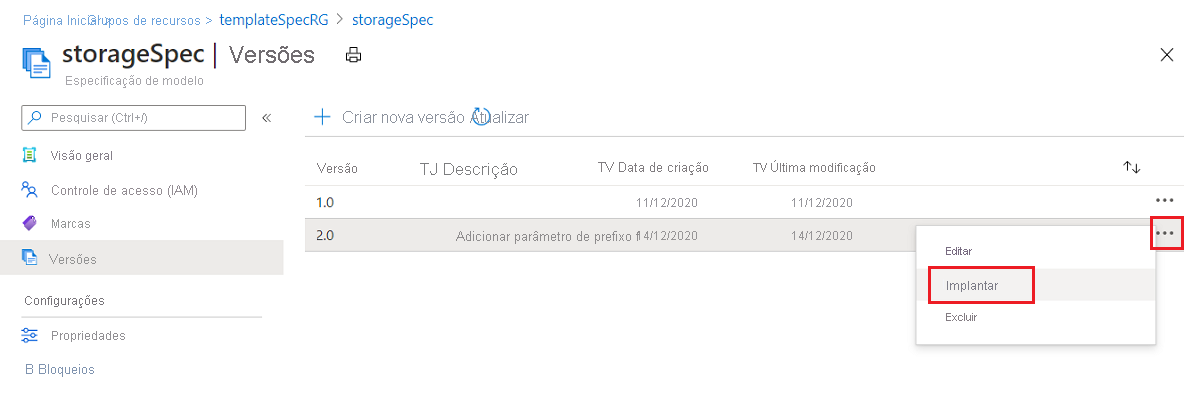 Página Inicial Grupos de recursos > templateSpecRG > storageSpec
storageSpec | Versões
Especificação de modelo
Pesquisar (Ctrl+/) «
Criar nova versão Atualizar
Visão geral
Controle de acesso (IAM)
Marcas
Versões
Configurações
Propriedades
B Bloqueios
Versão TJ Descrição TV Data de criação TV Última modificação
1.0 11/12/2020 11/12/2020 ...
2.0 Adicionar parâmetro de prefixo 14/12/2020 14/12/2020 ...
Editar
Implantar
Excluir